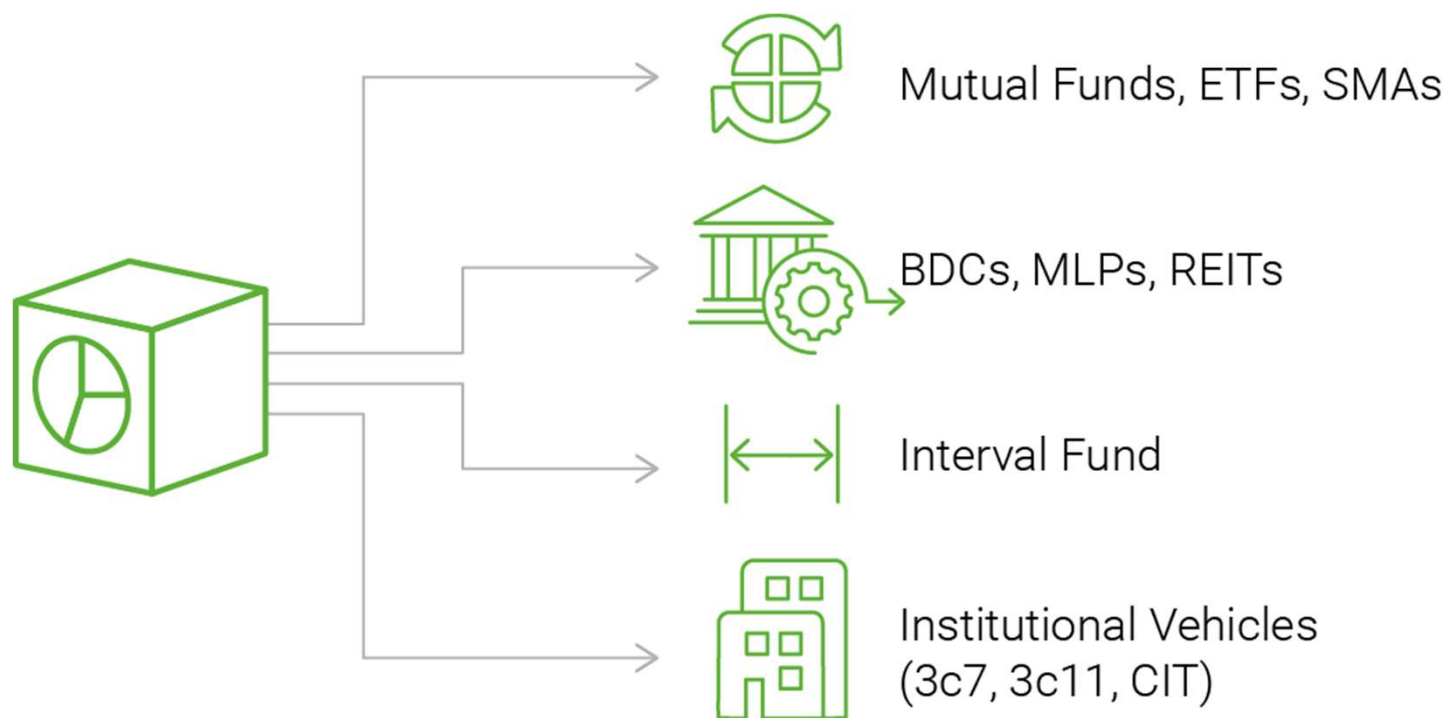 Mutual Funds, ETFs, SMAs
BDCs, MLPs, REITs
Interval Fund
Institutional Vehicles
(3c7, 3c11, CIT)